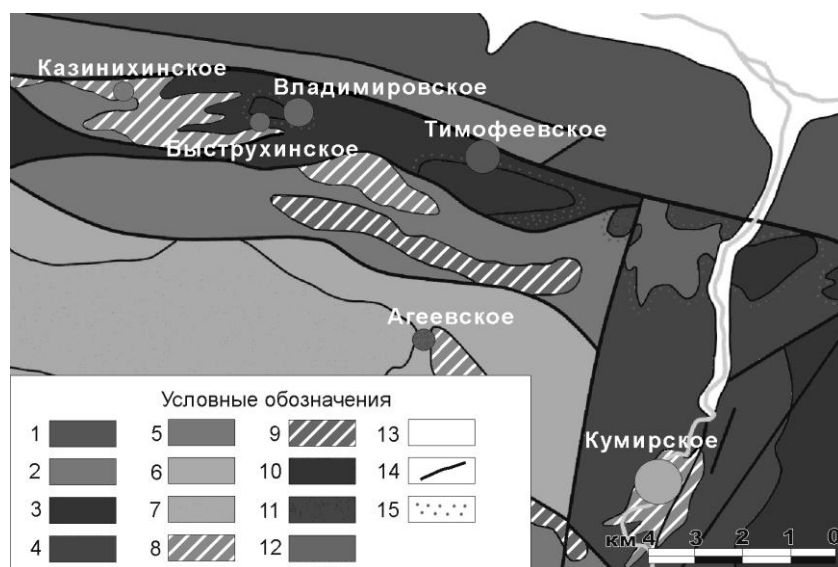 Казинихинское
Владимировское
Тимофеевское
Быструхинское
Агеевское
Кумирское
Условные обозначения
1 5 9 13
2 6 10 14
3 7 11 15
4 8 12
км 4 3 2 1 0